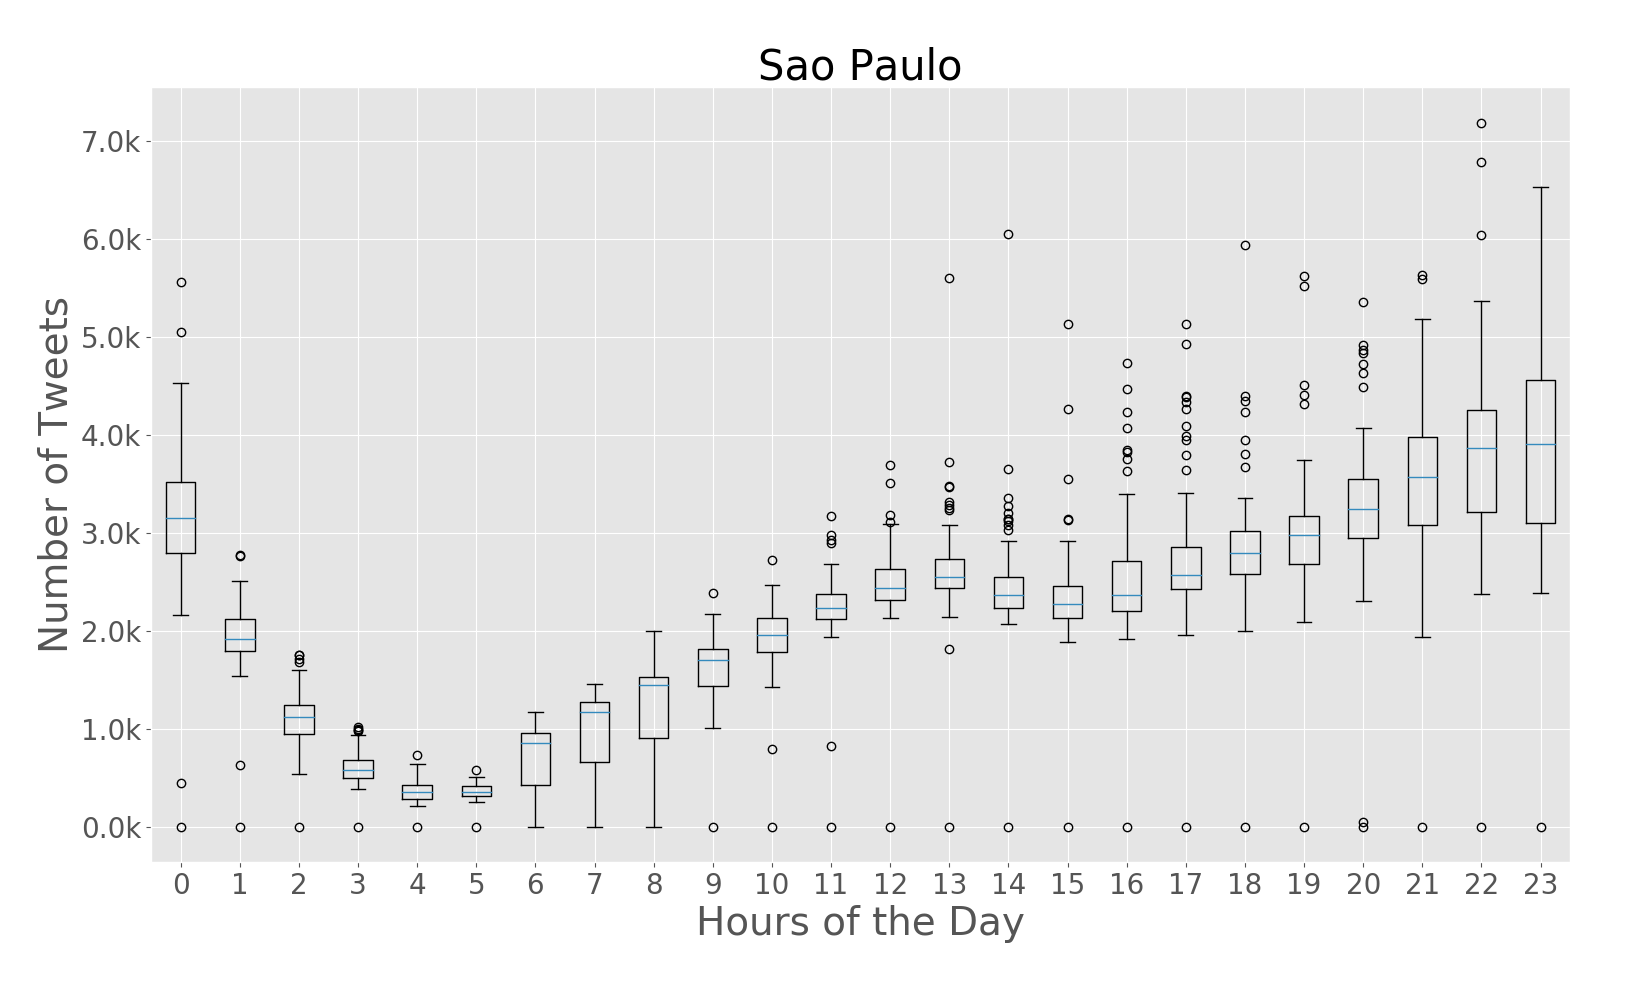 Sao Paulo
Number of Tweets
7.0k
6.0k
5.0k
4.0k
3.0k
2.0k
1.0k
0.0k
0 1 2 3 4 5 6 7 8 9 10 11 12 13 14 15 16 17 18 19 20 21 22 23
Hours of the Day